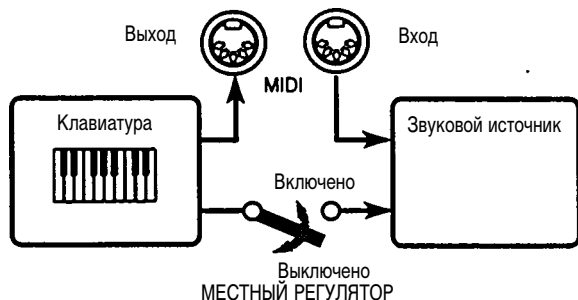 Выход
Вход
MIDI
Клавиатура
Звуковой источник
Включено
Выключено
МЕСТНЫЙ РЕГУЛЯТОР